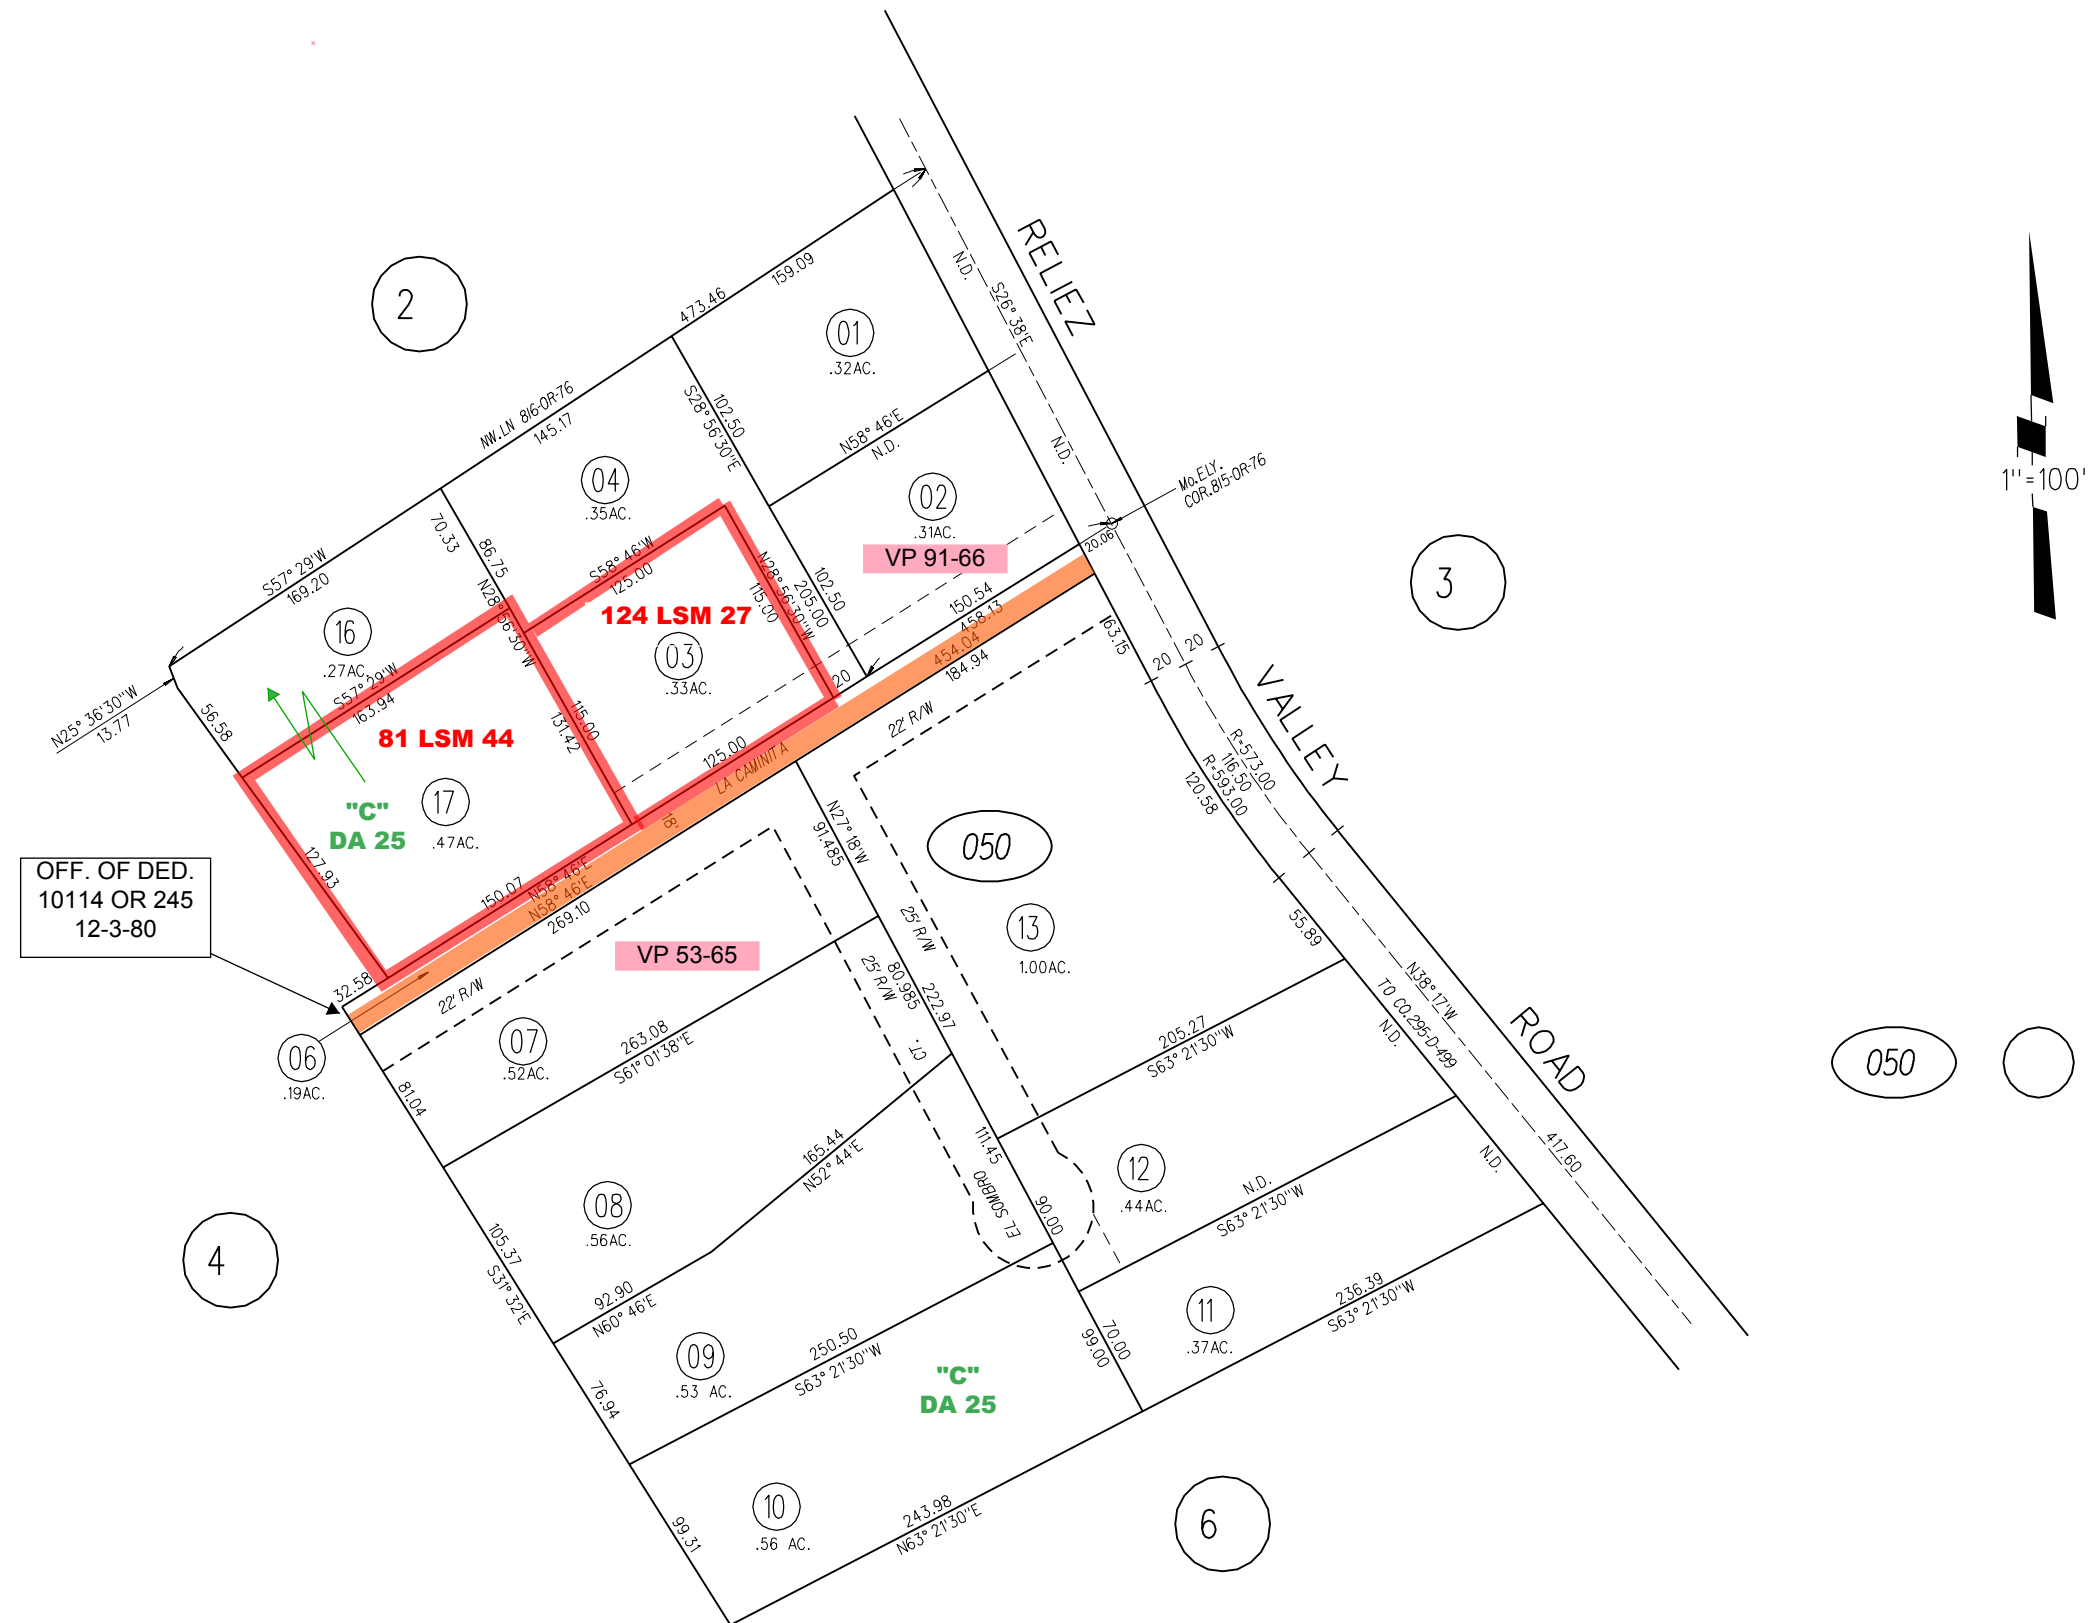 RELIEZ
VALLEY
ROAD
1"=100'
2
3
4
6
050
050
N.D.
S26° 38'E
N.D.
159.09
473.46
01
.32AC.
NW.LN 816-OR-76
145.17
102.50
S28° 56'30"E
N58° 46'E
N.D.
04
.35AC.
02
.31AC.
VP 91-66
Mo.ELY.
COR.815-OR-76
20.06
70.33
86.75
N28° 56'30"W
S58° 46'W
125.00
N28° 56'30"W
115.00
205.00
102.50
124 LSM 27
03
.33AC.
20
150.54
458.13
454.04
184.94
63.15
20
20
S57° 29'W
169.20
16
.27AC.
S57° 29'W
163.94
N25° 36'30"W
13.77
56.58
81 LSM 44
115.00
131.42
125.00
LA CAMINITA
18'
22' R/W
"C"
DA 25
17
.47AC.
127.93
150.07
N58° 46'E
N58° 46'E
269.10
OFF. OF DED.
10114 OR 245
12-3-80
32.58
22' R/W
06
.19AC.
VP 53-65
N27° 18'W
91.485
25' R/W
25' R/W
80.985
222.97
CT.
EL SOMBRO
R=573.00
116.50
R=593.00
120.58
13
1.00AC.
55.89
N38° 17'W
TO CO.295-D-499
N.D.
417.60
07
.52AC.
263.08
S61° 01'38"E
81.04
205.27
S63° 21'30"W
165.44
N52° 44'E
111.45
90.00
12
.44AC.
N.D.
S63° 21'30"W
N.D.
08
.56AC.
105.37
S31° 32'E
92.90
N60° 46'E
09
.53 AC.
250.50
S63° 21'30"W
11
.37AC.
236.39
S63° 21'30"W
70.00
99.00
"C"
DA 25
76.94
10
.56 AC.
243.98
N63° 21'30"E
99.31